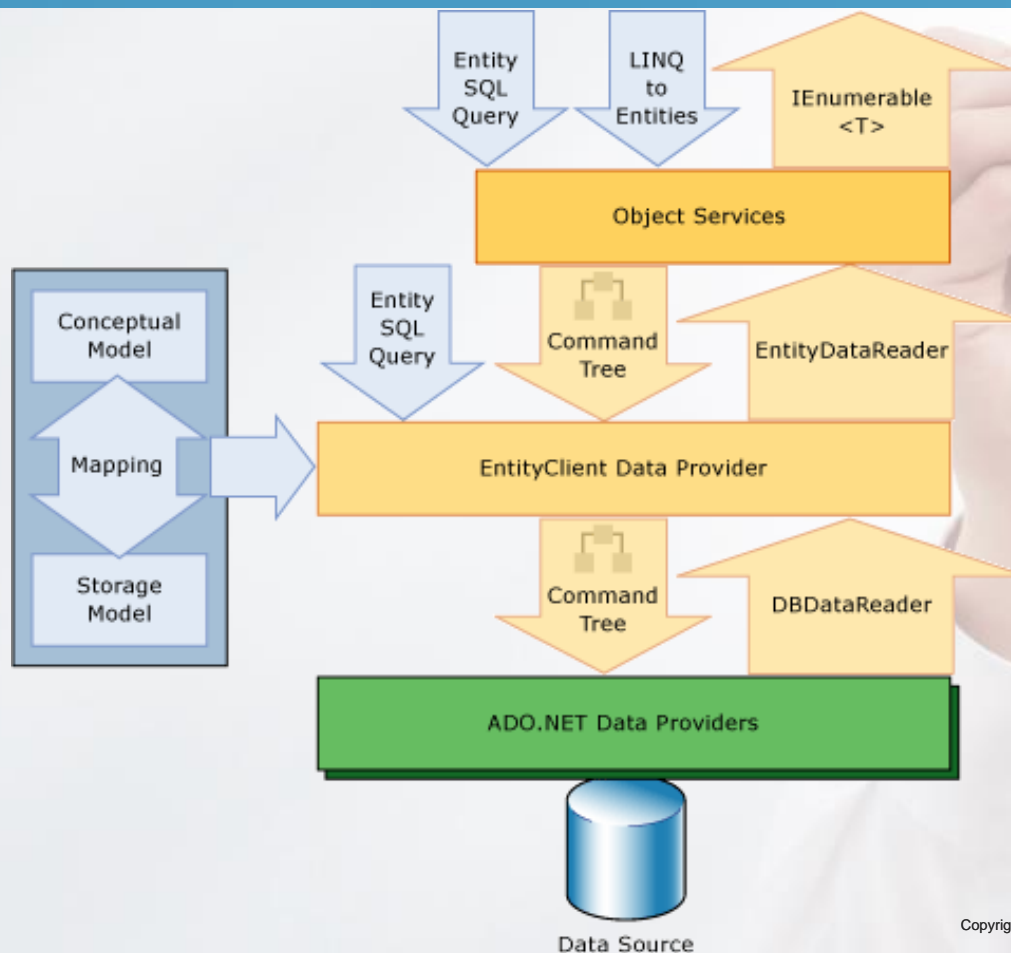 Entity
SQL
Query
LINQ
to
Entities
IEnumerable
<T>
Object Services
Conceptual
Model
Mapping
Storage
Model
Entity
SQL
Query
Command
Tree
EntityDataReader
EntityClient Data Provider
Command
Tree
DBDataReader
ADO.NET Data Providers
Data Source